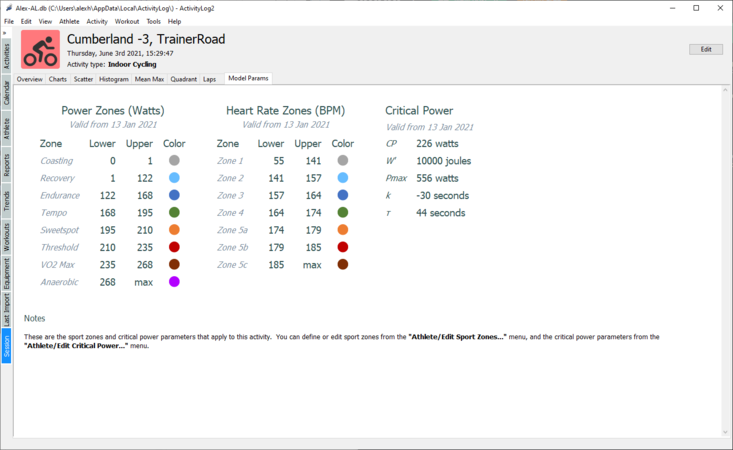 Alex-AL.db (C:\Users\alexh\AppData\Local\ActivityLog\) - ActivityLog2
File Edit View Athlete Activity Workout Tools Help
»
Activities
Calendar
Athlete
Reports
Trends
Workouts
Equipment
Last Import
Session
Cumberland -3, TrainerRoad
Thursday, June 3rd 2021, 15:29:47
Activity type: Indoor Cycling
Edit
Overview Charts Scatter Histogram Mean Max Quadrant Laps Model Params
Power Zones (Watts)
Valid from 13 Jan 2021
Zone Lower Upper Color
Coasting 0 1
Recovery 1 122
Endurance 122 168
Tempo 168 195
Sweetspot 195 210
Threshold 210 235
VO2 Max 235 268
Anaerobic 268 max
Heart Rate Zones (BPM)
Valid from 13 Jan 2021
Zone Lower Upper Color
Zone 1 55 141
Zone 2 141 157
Zone 3 157 164
Zone 4 164 174
Zone 5a 174 179
Zone 5b 179 185
Zone 5c 185 max
Critical Power
Valid from 13 Jan 2021
CP 226 watts
W' 10000 joules
Pmax 556 watts
k -30 seconds
τ 44 seconds
Notes
These are the sport zones and critical power parameters that apply to this activity. You can define or edit sport zones from the "Athlete/Edit Sport Zones..." menu, and the critical power parameters from the
"Athlete/Edit Critical Power..." menu.